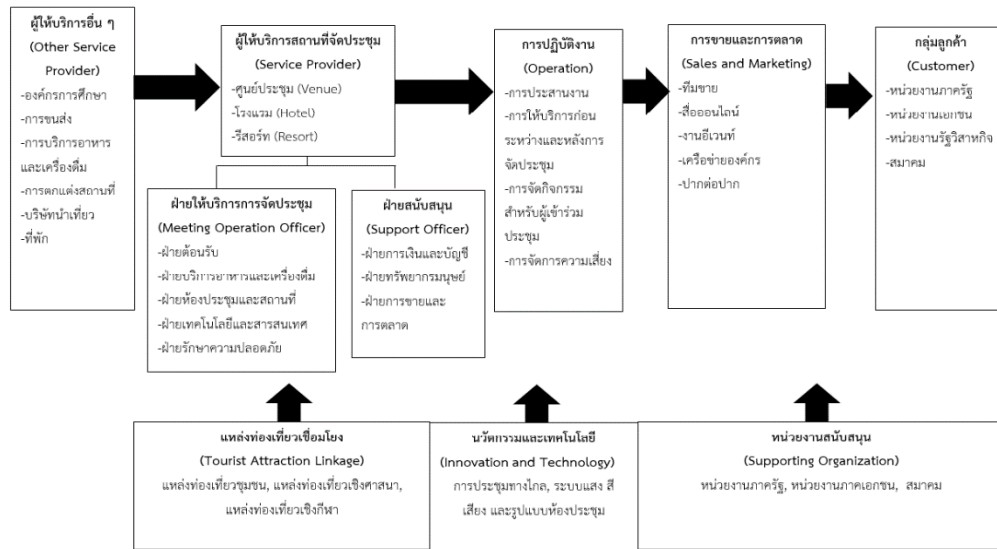 ผู้ให้บริการอื่น ๆ
(Other Service
Provider)
-องค์กรการศึกษา
-การขนส่ง
-การบริการอาหาร
และเครื่องดื่ม
-การตกแต่งสถานที่
-บริษัทนำเที่ยว
-ที่พัก
ผู้ให้บริการสถานที่จัดประชุม
(Service Provider)
-ศูนย์ประชุม (Venue)
-โรงแรม (Hotel)
-รีสอร์ท (Resort)
ฝ่ายให้บริการการจัดประชุม
(Meeting Operation Officer)
-ฝ่ายต้อนรับ
-ฝ่ายบริการอาหารและเครื่องดื่ม
-ฝ่ายห้องประชุมและสถานที่
-ฝ่ายเทคโนโลยีและสารสนเทศ
-ฝ่ายรักษาความปลอดภัย
ฝ่ายสนับสนุน
(Support Officer)
-ฝ่ายการเงินและบัญชี
-ฝ่ายทรัพยากรมนุษย์
-ฝ่ายการขายและ
การตลาด
การปฏิบัติงาน
(Operation)
-การประสานงาน
-การให้บริการก่อน
ระหว่างและหลังการ
จัดประชุม
-การจัดกิจกรรม
สำหรับผู้เข้าร่วม
ประชุม
-การจัดการความเสี่ยง
การขายและการตลาด
(Sales and Marketing)
-ทีมขาย
-สื่อออนไลน์
-งานอีเวนท์
-เครือข่ายองค์กร
-ปากต่อปาก
กลุ่มลูกค้า
(Customer)
-หน่วยงานภาครัฐ
-หน่วยงานเอกชน
-หน่วยงานรัฐวิสาหกิจ
-สมาคม
แหล่งท่องเที่ยวเชื่อมโยง
(Tourist Attraction Linkage)
แหล่งท่องเที่ยวชุมชน, แหล่งท่องเที่ยวเชิงศาสนา,
แหล่งท่องเที่ยวเชิงกีฬา
นวัตกรรมและเทคโนโลยี
(Innovation and Technology)
การประชุมทางไกล, ระบบแสง สี
เสียง และรูปแบบห้องประชุม
หน่วยงานสนับสนุน
(Supporting Organization)
หน่วยงานภาครัฐ, หน่วยงานภาคเอกชน, สมาคม